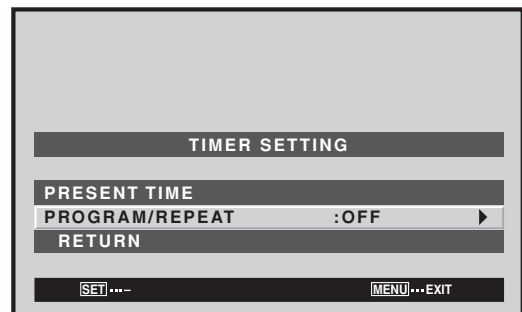 TIMER SETTING
PRESENT TIME
PROGRAM/REPEAT :OFF ▶
RETURN
SET ···– MENU ··· EXIT